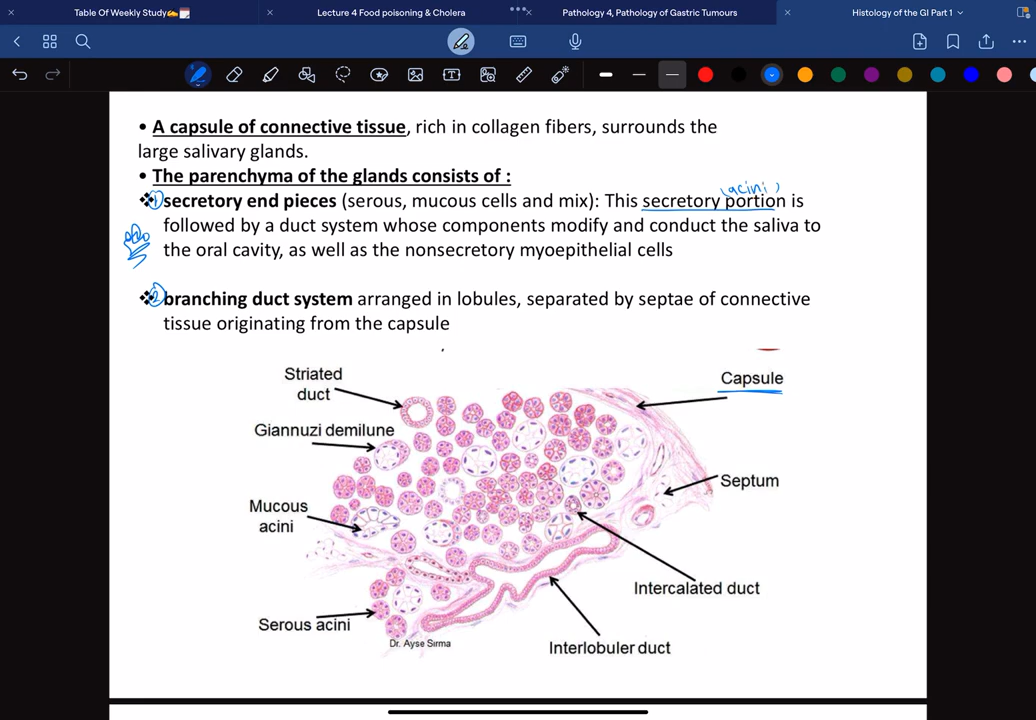 Table Of Weekly Study✍️🗓️
Lecture 4 Food poisoning & Cholera
Pathology 4, Pathology of Gastric Tumours
Histology of the GI Part 1
• A capsule of connective tissue, rich in collagen fibers, surrounds the
large salivary glands.
• The parenchyma of the glands consists of :
(acini)
❖ 1 secretory end pieces (serous, mucous cells and mix): This secretory portion is
followed by a duct system whose components modify and conduct the saliva to
the oral cavity, as well as the nonsecretory myoepithelial cells
❖ 2 branching duct system arranged in lobules, separated by septae of connective
tissue originating from the capsule
Striated
duct
Capsule
Giannuzi demilune
Septum
Mucous
acini
Intercalated duct
Serous acini
Dr. Ayse Sırma
Interlobuler duct